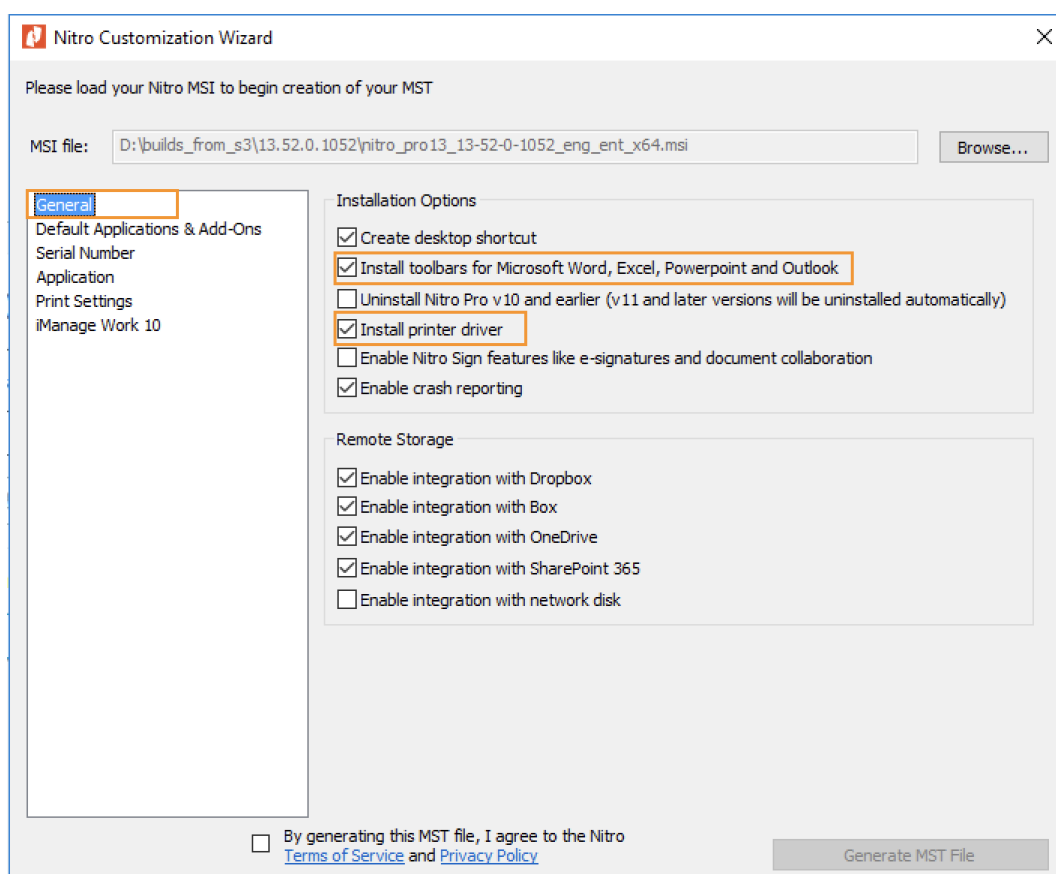 Nitro Customization Wizard
Please load your Nitro MSI to begin creation of your MST
MSI file:
D:\builds_from_s3\13.52.0.1052\nitro_pro13_13-52-0-1052_eng_ent_x64.msi
Browse...
General
Default Applications & Add-Ons
Serial Number
Application
Print Settings
iManage Work 10
Installation Options
Create desktop shortcut
Install toolbars for Microsoft Word, Excel, Powerpoint and Outlook
Uninstall Nitro Pro v10 and earlier (v11 and later versions will be uninstalled automatically)
Install printer driver
Enable Nitro Sign features like e-signatures and document collaboration
Enable crash reporting
Remote Storage
Enable integration with Dropbox
Enable integration with Box
Enable integration with OneDrive
Enable integration with SharePoint 365
Enable integration with network disk
By generating this MST file, I agree to the Nitro
Terms of Service and Privacy Policy
Generate MST File